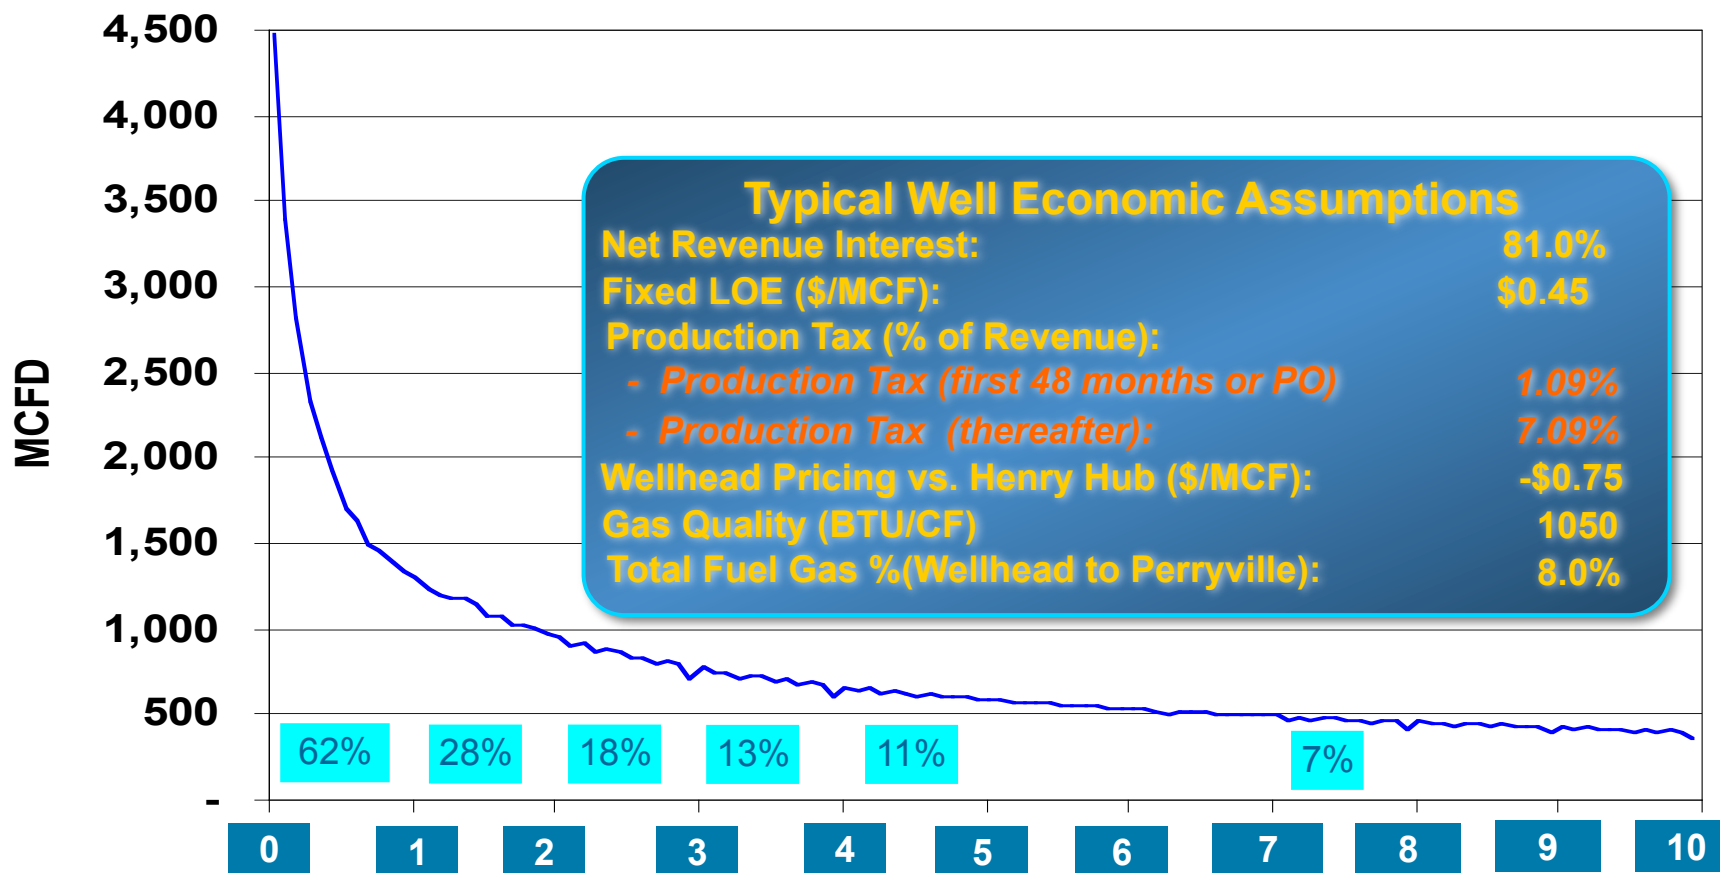 4,500
4,000
3,500
3,000
2,500
2,000
1,500
1,000
500
-
MCFD
Typical Well Economic Assumptions
Net Revenue Interest: 81.0%
Fixed LOE ($/MCF): $0.45
Production Tax (% of Revenue):
- Production Tax (first 48 months or PO) 1.09%
- Production Tax (thereafter): 7.09%
Wellhead Pricing vs. Henry Hub ($/MCF): -$0.75
Gas Quality (BTU/CF) 1050
Total Fuel Gas %(Wellhead to Perryville): 8.0%
62% 28% 18% 13% 11% 7%
0 1 2 3 4 5 6 7 8 9 10